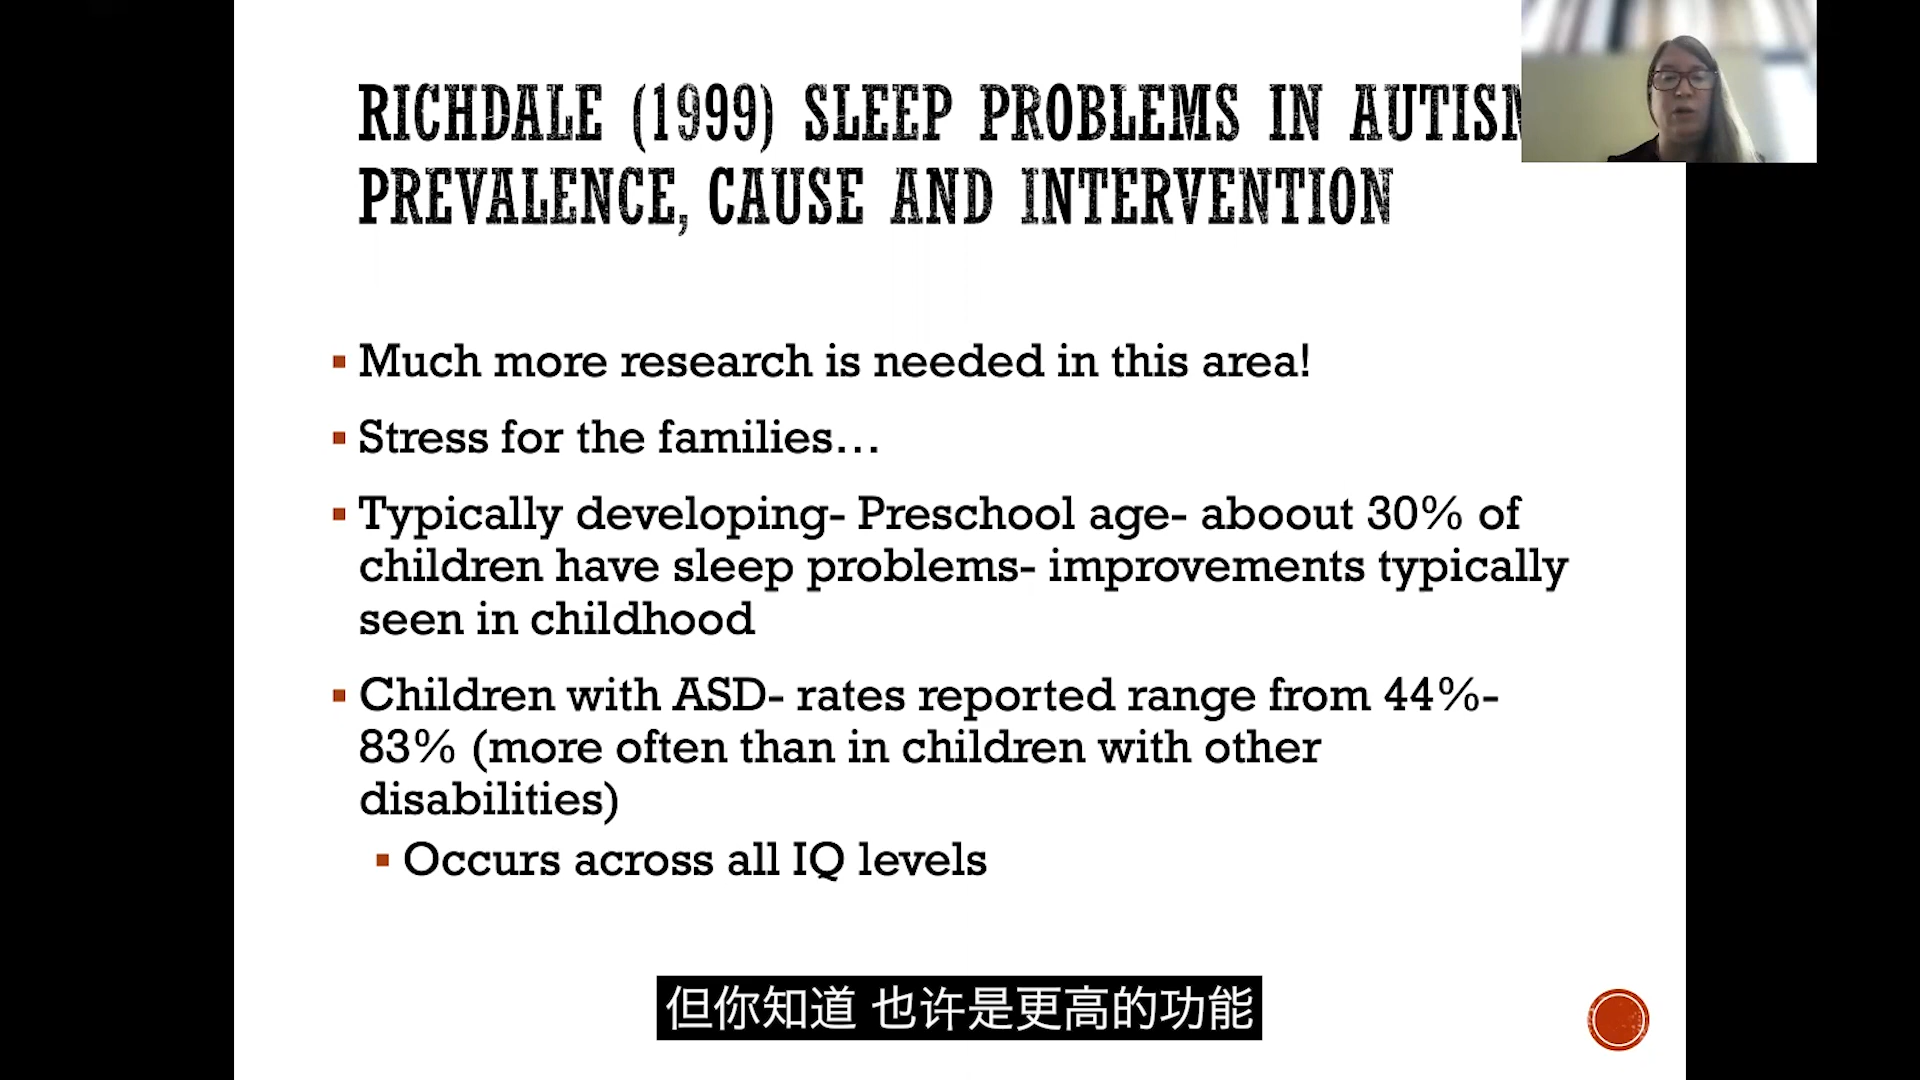 RICHDALE (1999) SLEEP PROBLEMS IN AUTISM
PREVALENCE, CAUSE AND INTERVENTION
Much more research is needed in this area!
Stress for the families…
Typically developing- Preschool age- aboout 30% of
children have sleep problems- improvements typically
seen in childhood
Children with ASD- rates reported range from 44%-
83% (more often than in children with other
disabilities)
Occurs across all IQ levels
但你知道 也许是更高的功能